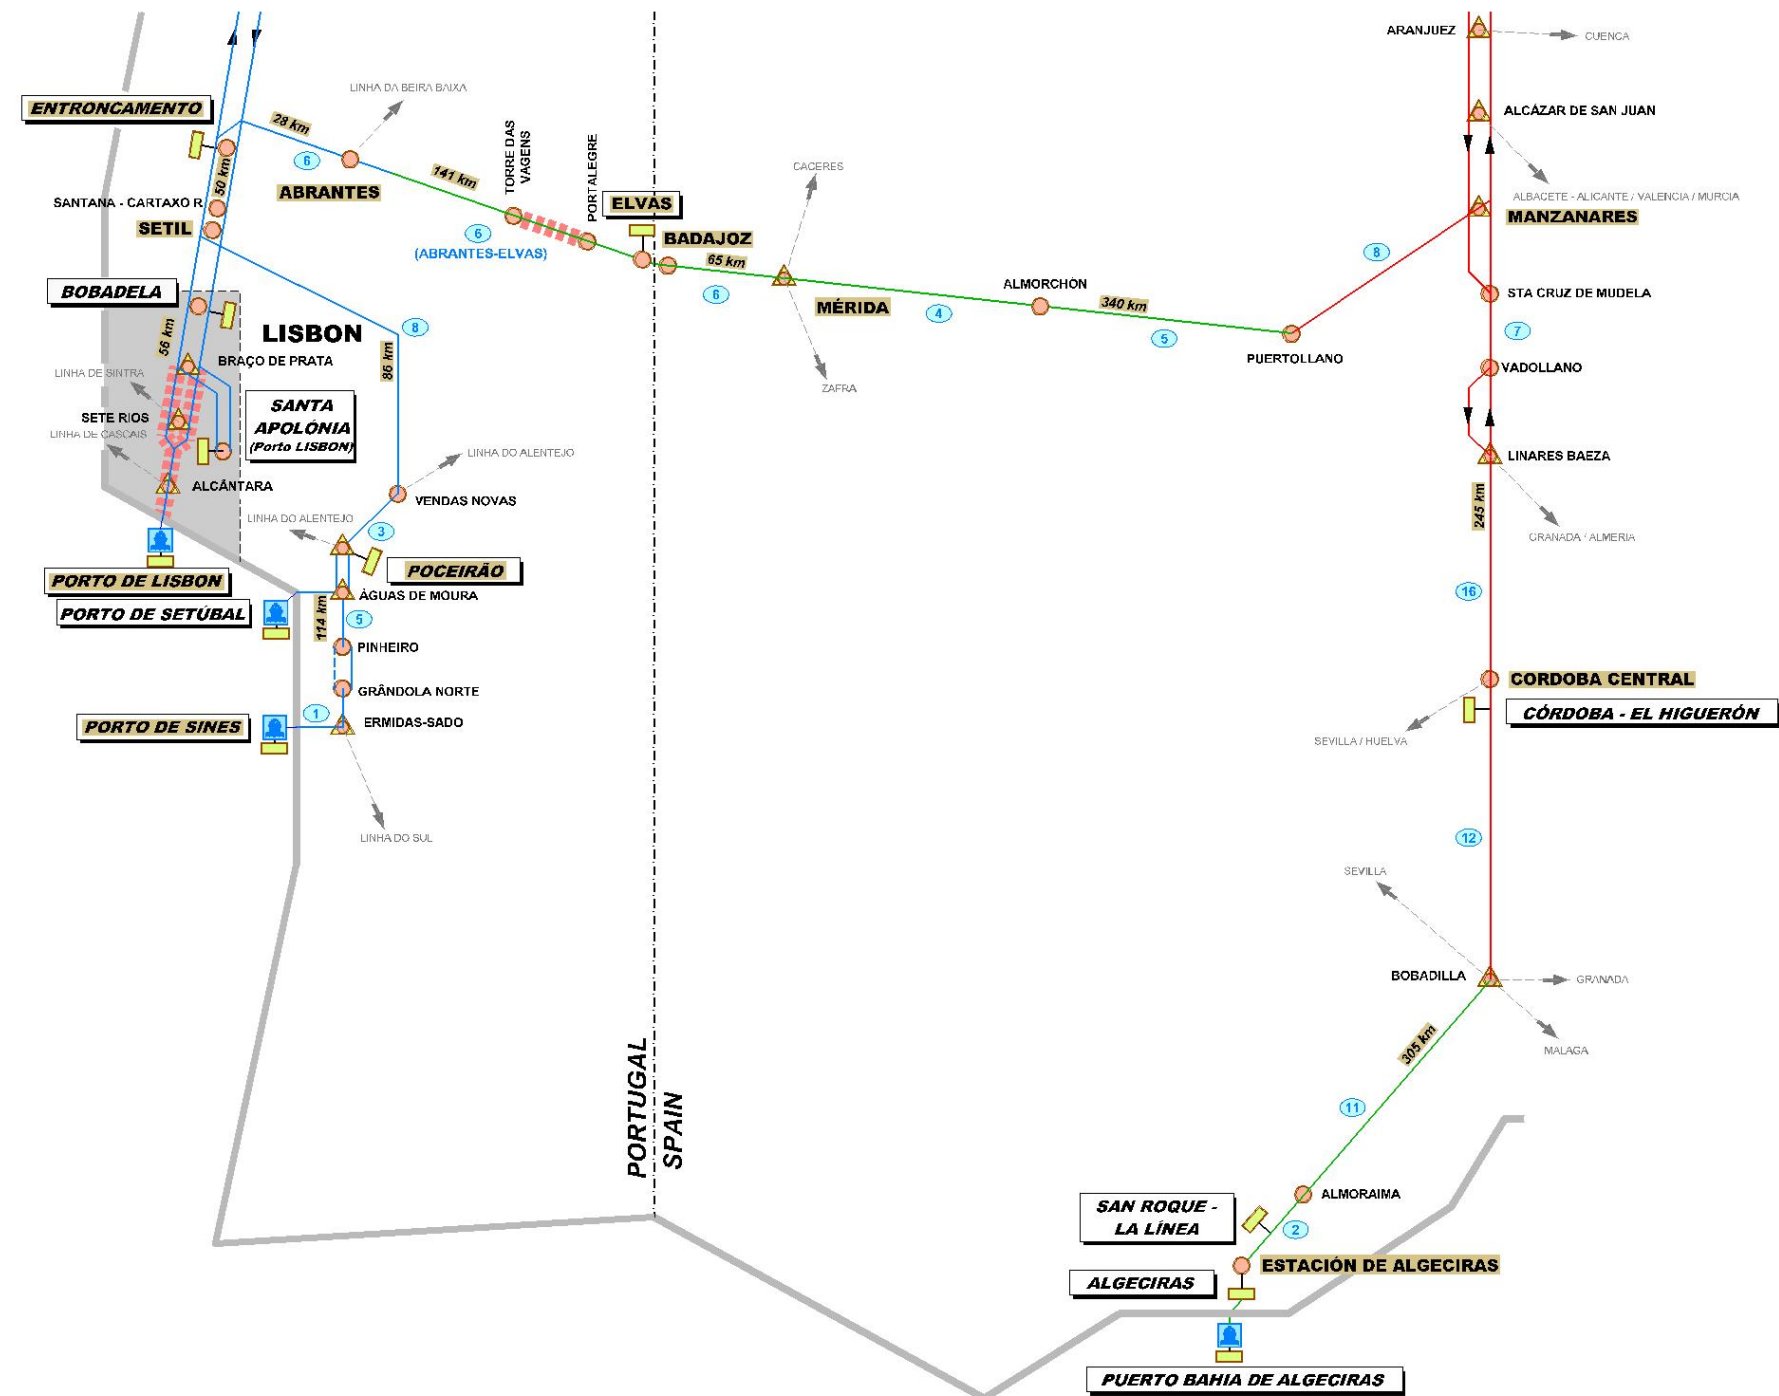 ARANJUEZ
CUENCA
LINHA DA BEIRA BAIXA
ENTRONCAMENTO
28 km
ALCÁZAR DE SAN JUAN
6
50 km
ABRANTES
141 km
TORRE DAS
VAGENS
PORTALEGRE
CACERES
ALBACETE - ALICANTE / VALENCIA / MURCIA
SANTANA - CARTAXO R
SETIL
ELVAS
MANZANARES
6
(ABRANTES-ELVAS)
BADAJOZ
65 km
8
BOBADELA
6
MÉRIDA
ALMORCHÓN
340 km
4
5
STA CRUZ DE MUDELA
LISBON
8
7
56 km
BRAÇO DE PRATA
86 km
PUERTOLLANO
VADOLLANO
LINHA DE SINTRA
ZAFRA
SETE RIOS
LINHA DE CASCAIS
SANTA
APOLÓNIA
(Porto LISBON)
LINHA DO ALENTEJO
LINARES BAEZA
ALCÂNTARA
VENDAS NOVAS
245 km
LINHA DO ALENTEJO
3
GRANADA / ALMERIA
PORTO DE LISBON
POCEIRÃO
PORTO DE SETÚBAL
ÁGUAS DE MOURA
16
114 km
5
PINHEIRO
GRÂNDOLA NORTE
CORDOBA CENTRAL
PORTO DE SINES
1
ERMIDAS-SADO
CÓRDOBA - EL HIGUERÓN
SEVILLA / HUELVA
LINHA DO SUL
12
SEVILLA
BOBADILLA
GRANADA
305 km
MALAGA
PORTUGAL
SPAIN
11
ALMORAIMA
SAN ROQUE -
LA LÍNEA
2
ESTACIÓN DE ALGECIRAS
ALGECIRAS
PUERTO BAHIA DE ALGECIRAS